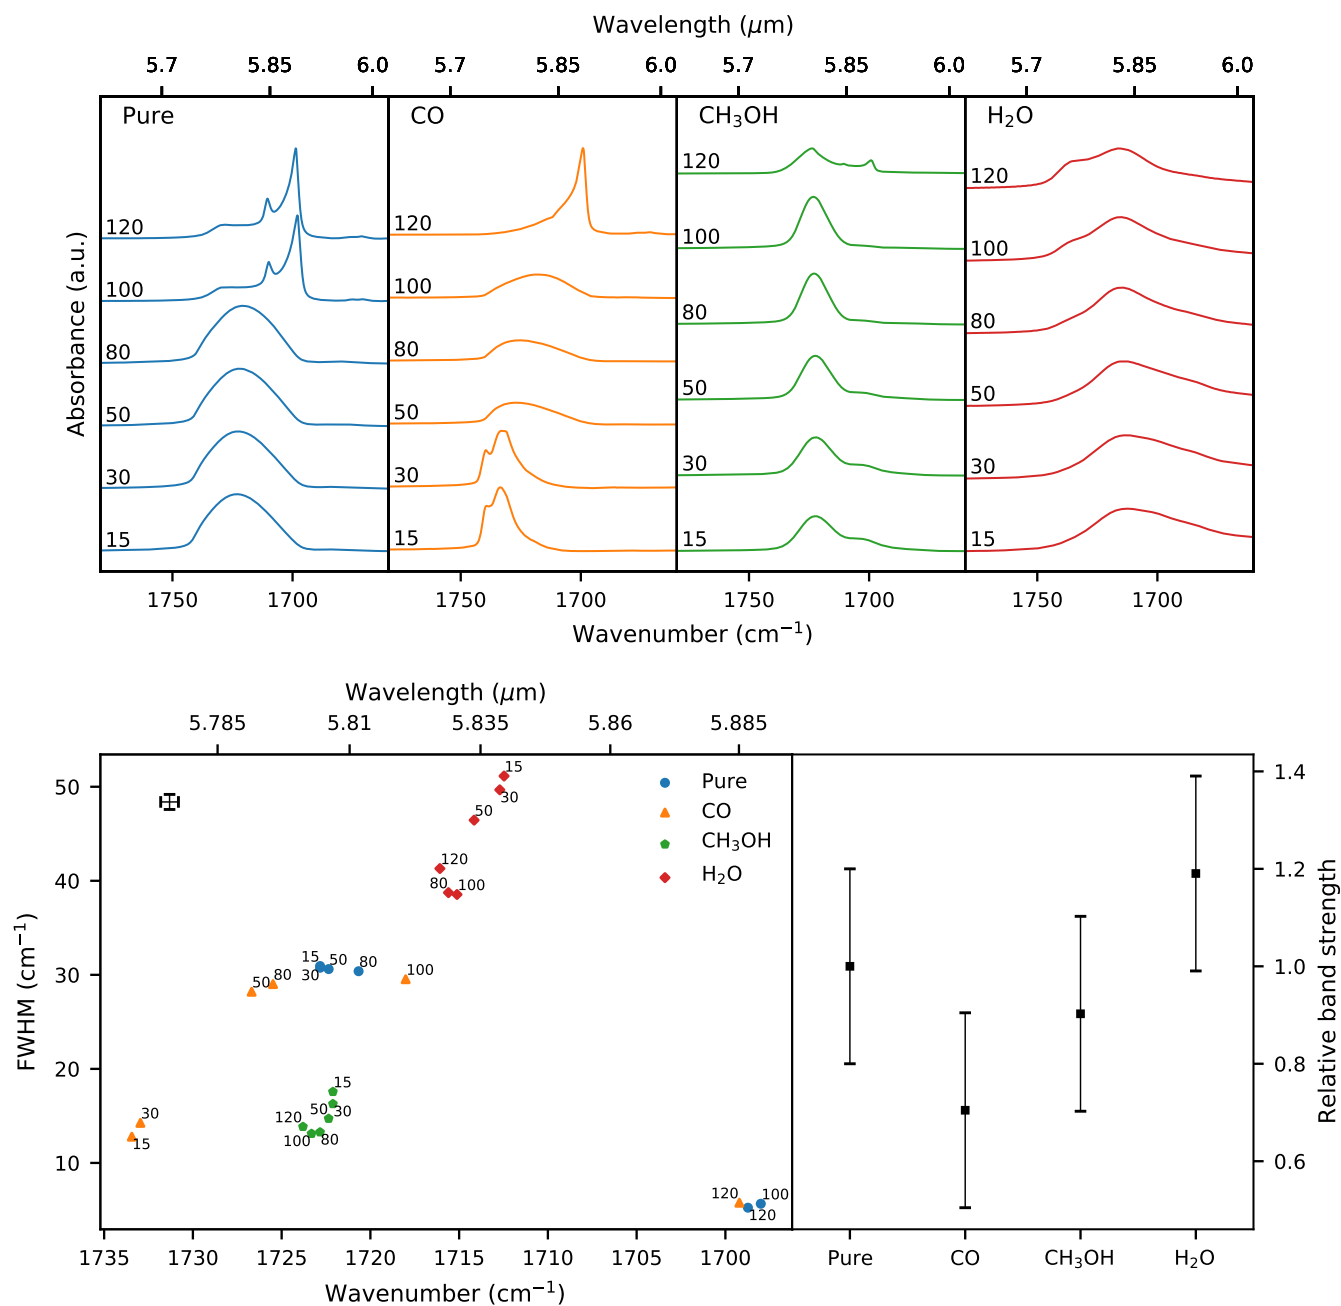 Wavelength (μm)
5.7 5.85 6.0 5.7 5.85 6.0 5.7 5.85 6.0 5.7 5.85 6.0
Pure CO CH₃OH H₂O
Absorbance (a.u.)
120 100 80 50 30 15
120 100 80 50 30 15
120 100 80 50 30 15
120 100 80 50 30 15
1750 1700 1750 1700 1750 1700 1750 1700
Wavenumber (cm⁻¹)
Wavelength (μm)
5.785 5.81 5.835 5.86 5.885
FWHM (cm⁻¹)
50
40
30
20
10
15
30
50
120
80 100
15 50 80
30
50 80
100
15
50 30
120
100 80
30
15
120 100
120
Pure
CO
CH₃OH
H₂O
1735 1730 1725 1720 1715 1710 1705 1700
Wavenumber (cm⁻¹)
1.4
1.2
1.0
0.8
0.6
Relative band strength
Pure CO CH₃OH H₂O